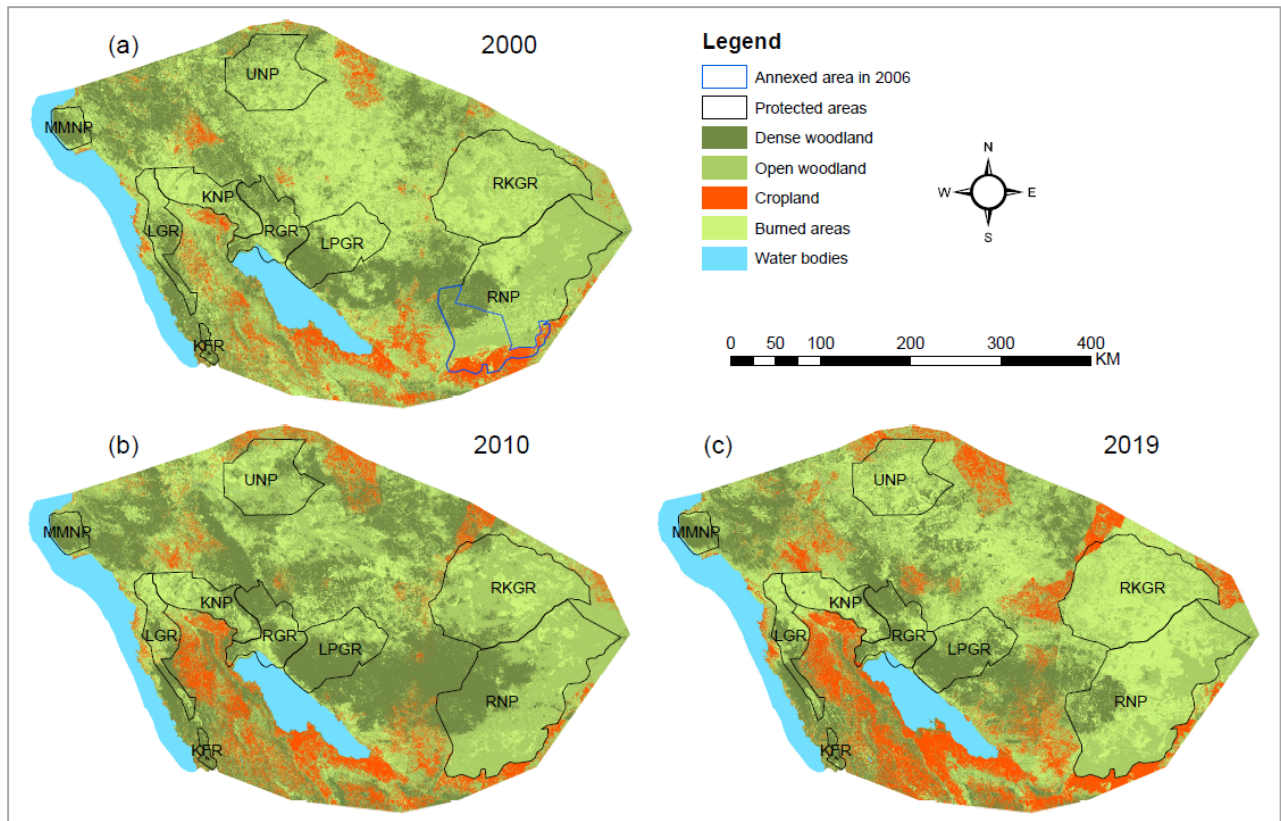 (a)
2000
UNP
MMNP
KNP
RKGR
LGR
RGR
LPGR
RNP
KFR
Legend
Annexed area in 2006
Protected areas
Dense woodland
Open woodland
Cropland
Burned areas
Water bodies
N
W E
S
0 50 100 200 300 400
KM
(b)
2010
UNP
MMNP
RKGR
KNP
LGR
RGR
LPGR
RNP
KFR
(c)
2019
UNP
MMNP
RKGR
KNP
LGR
RGR
LPGR
RNP
KFR